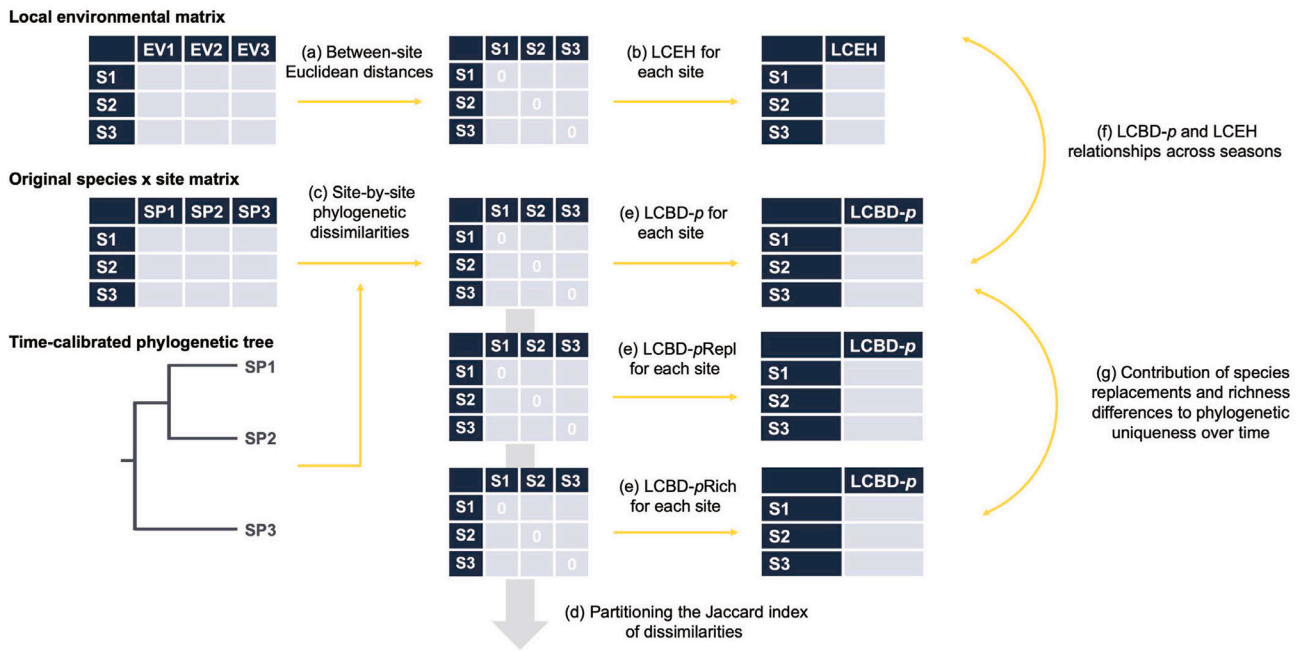 Local environmental matrix
EV1 EV2 EV3
S1
S2
S3
(a) Between-site
Euclidean distances
S1 S2 S3
S1 0
S2 0
S3 0
(b) LCEH for
each site
LCEH
S1
S2
S3
(f) LCBD-p and LCEH
relationships across seasons
Original species x site matrix
SP1 SP2 SP3
S1
S2
S3
(c) Site-by-site
phylogenetic
dissimilarities
S1 S2 S3
S1 0
S2 0
S3 0
(e) LCBD-p for
each site
LCBD-p
S1
S2
S3
Time-calibrated phylogenetic tree
SP1
SP2
SP3
S1 S2 S3
S1 0
S2 0
S3 0
(e) LCBD-pRepl
for each site
LCBD-p
S1
S2
S3
(g) Contribution of species
replacements and richness
differences to phylogenetic
uniqueness over time
S1 S2 S3
S1 0
S2 0
S3 0
(e) LCBD-pRich
for each site
LCBD-p
S1
S2
S3
(d) Partitioning the Jaccard index
of dissimilarities